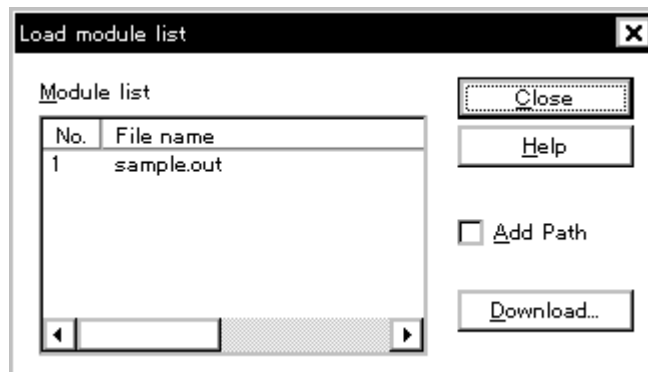 Load module list
Module list
Close
No. File name
Help
1 sample.out
Add Path
Download...